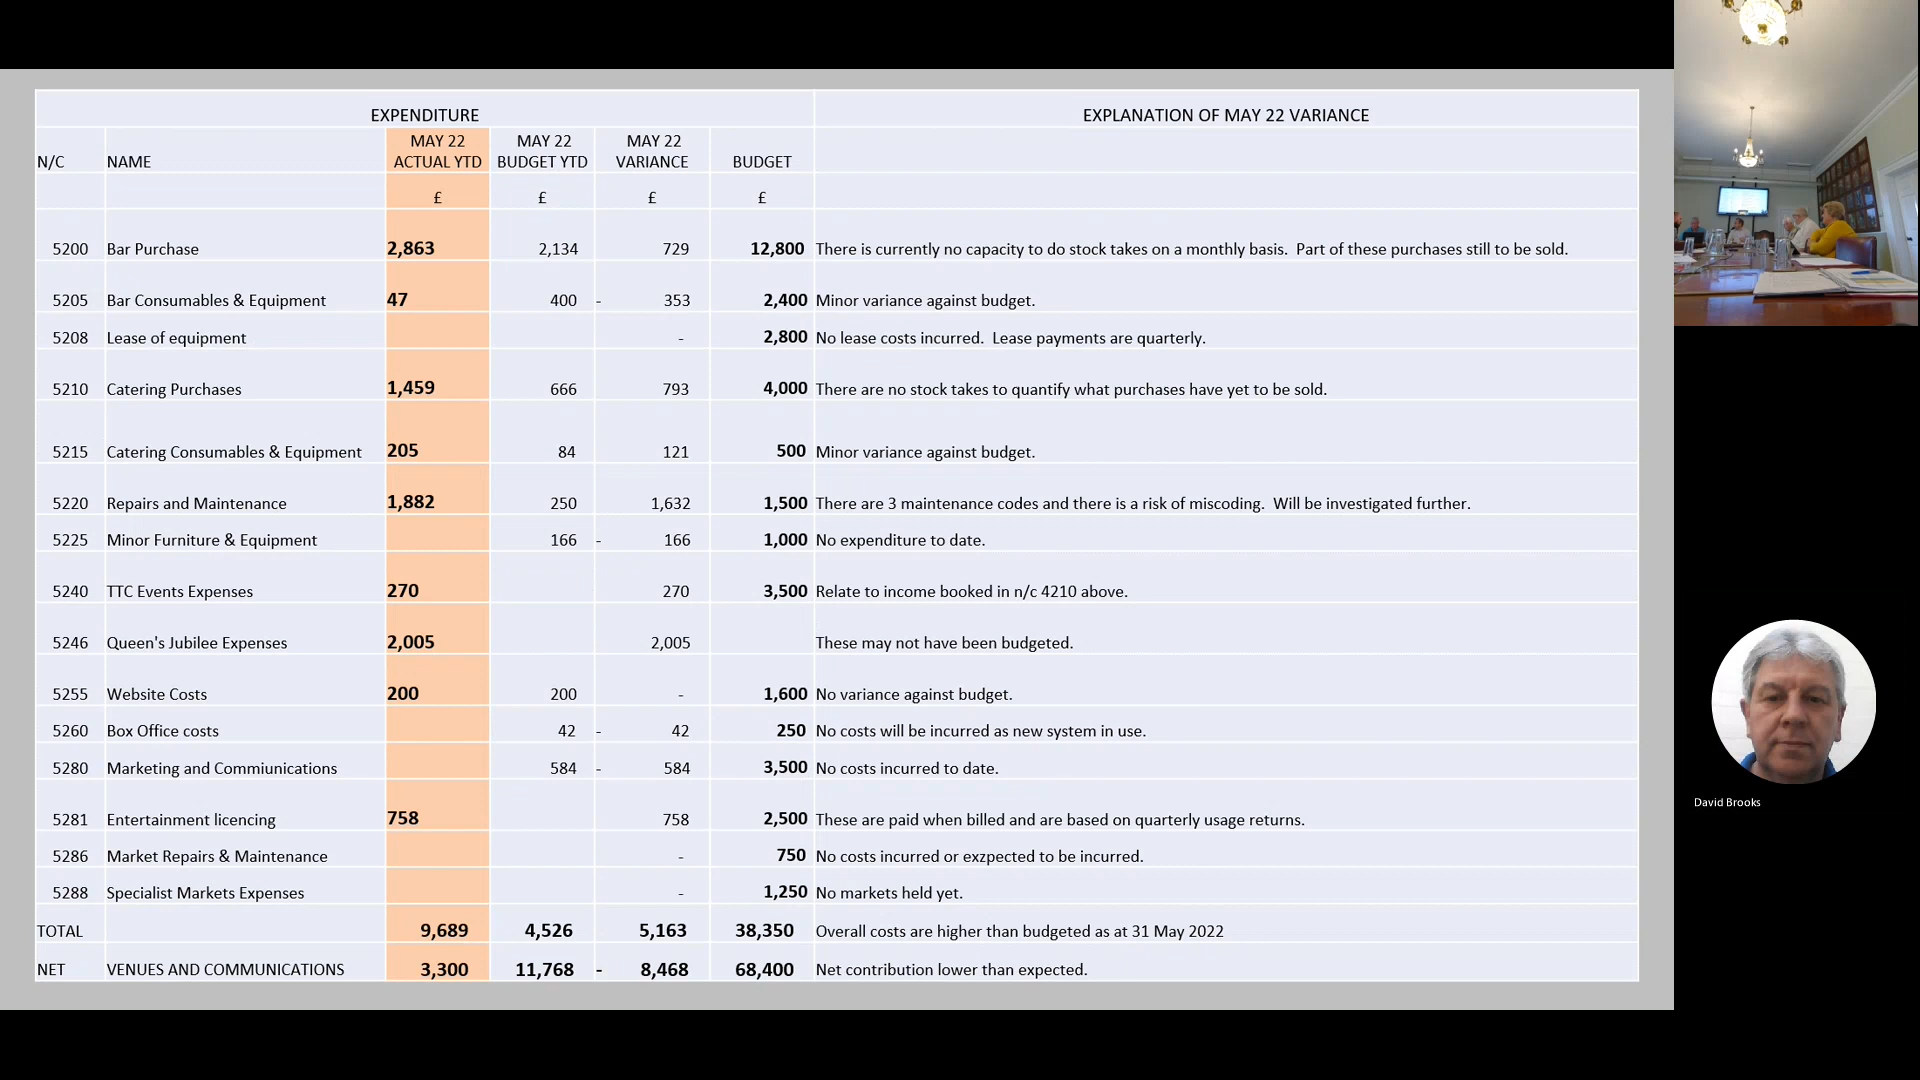 EXPENDITURE EXPLANATION OF MAY 22 VARIANCE
N/C NAME MAY 22 ACTUAL YTD MAY 22 BUDGET YTD MAY 22 VARIANCE BUDGET
£ £ £ £
5200 Bar Purchase 2,863 2,134 729 12,800 There is currently no capacity to do stock takes on a monthly basis. Part of these purchases still to be sold.
5205 Bar Consumables & Equipment 47 400 - 353 2,400 Minor variance against budget.
5208 Lease of equipment - 2,800 No lease costs incurred. Lease payments are quarterly.
5210 Catering Purchases 1,459 666 793 4,000 There are no stock takes to quantify what purchases have yet to be sold.
5215 Catering Consumables & Equipment 205 84 121 500 Minor variance against budget.
5220 Repairs and Maintenance 1,882 250 1,632 1,500 There are 3 maintenance codes and there is a risk of miscoding. Will be investigated further.
5225 Minor Furniture & Equipment 166 - 166 1,000 No expenditure to date.
5240 TTC Events Expenses 270 270 3,500 Relate to income booked in n/c 4210 above.
5246 Queen's Jubilee Expenses 2,005 2,005 These may not have been budgeted.
5255 Website Costs 200 200 - 1,600 No variance against budget.
5260 Box Office costs 42 - 42 250 No costs will be incurred as new system in use.
5280 Marketing and Commiunications 584 - 584 3,500 No costs incurred to date.
5281 Entertainment licencing 758 758 2,500 These are paid when billed and are based on quarterly usage returns.
5286 Market Repairs & Maintenance - 750 No costs incurred or exzpected to be incurred.
5288 Specialist Markets Expenses - 1,250 No markets held yet.
TOTAL 9,689 4,526 5,163 38,350 Overall costs are higher than budgeted as at 31 May 2022
NET VENUES AND COMMUNICATIONS 3,300 11,768 - 8,468 68,400 Net contribution lower than expected.
David Brooks